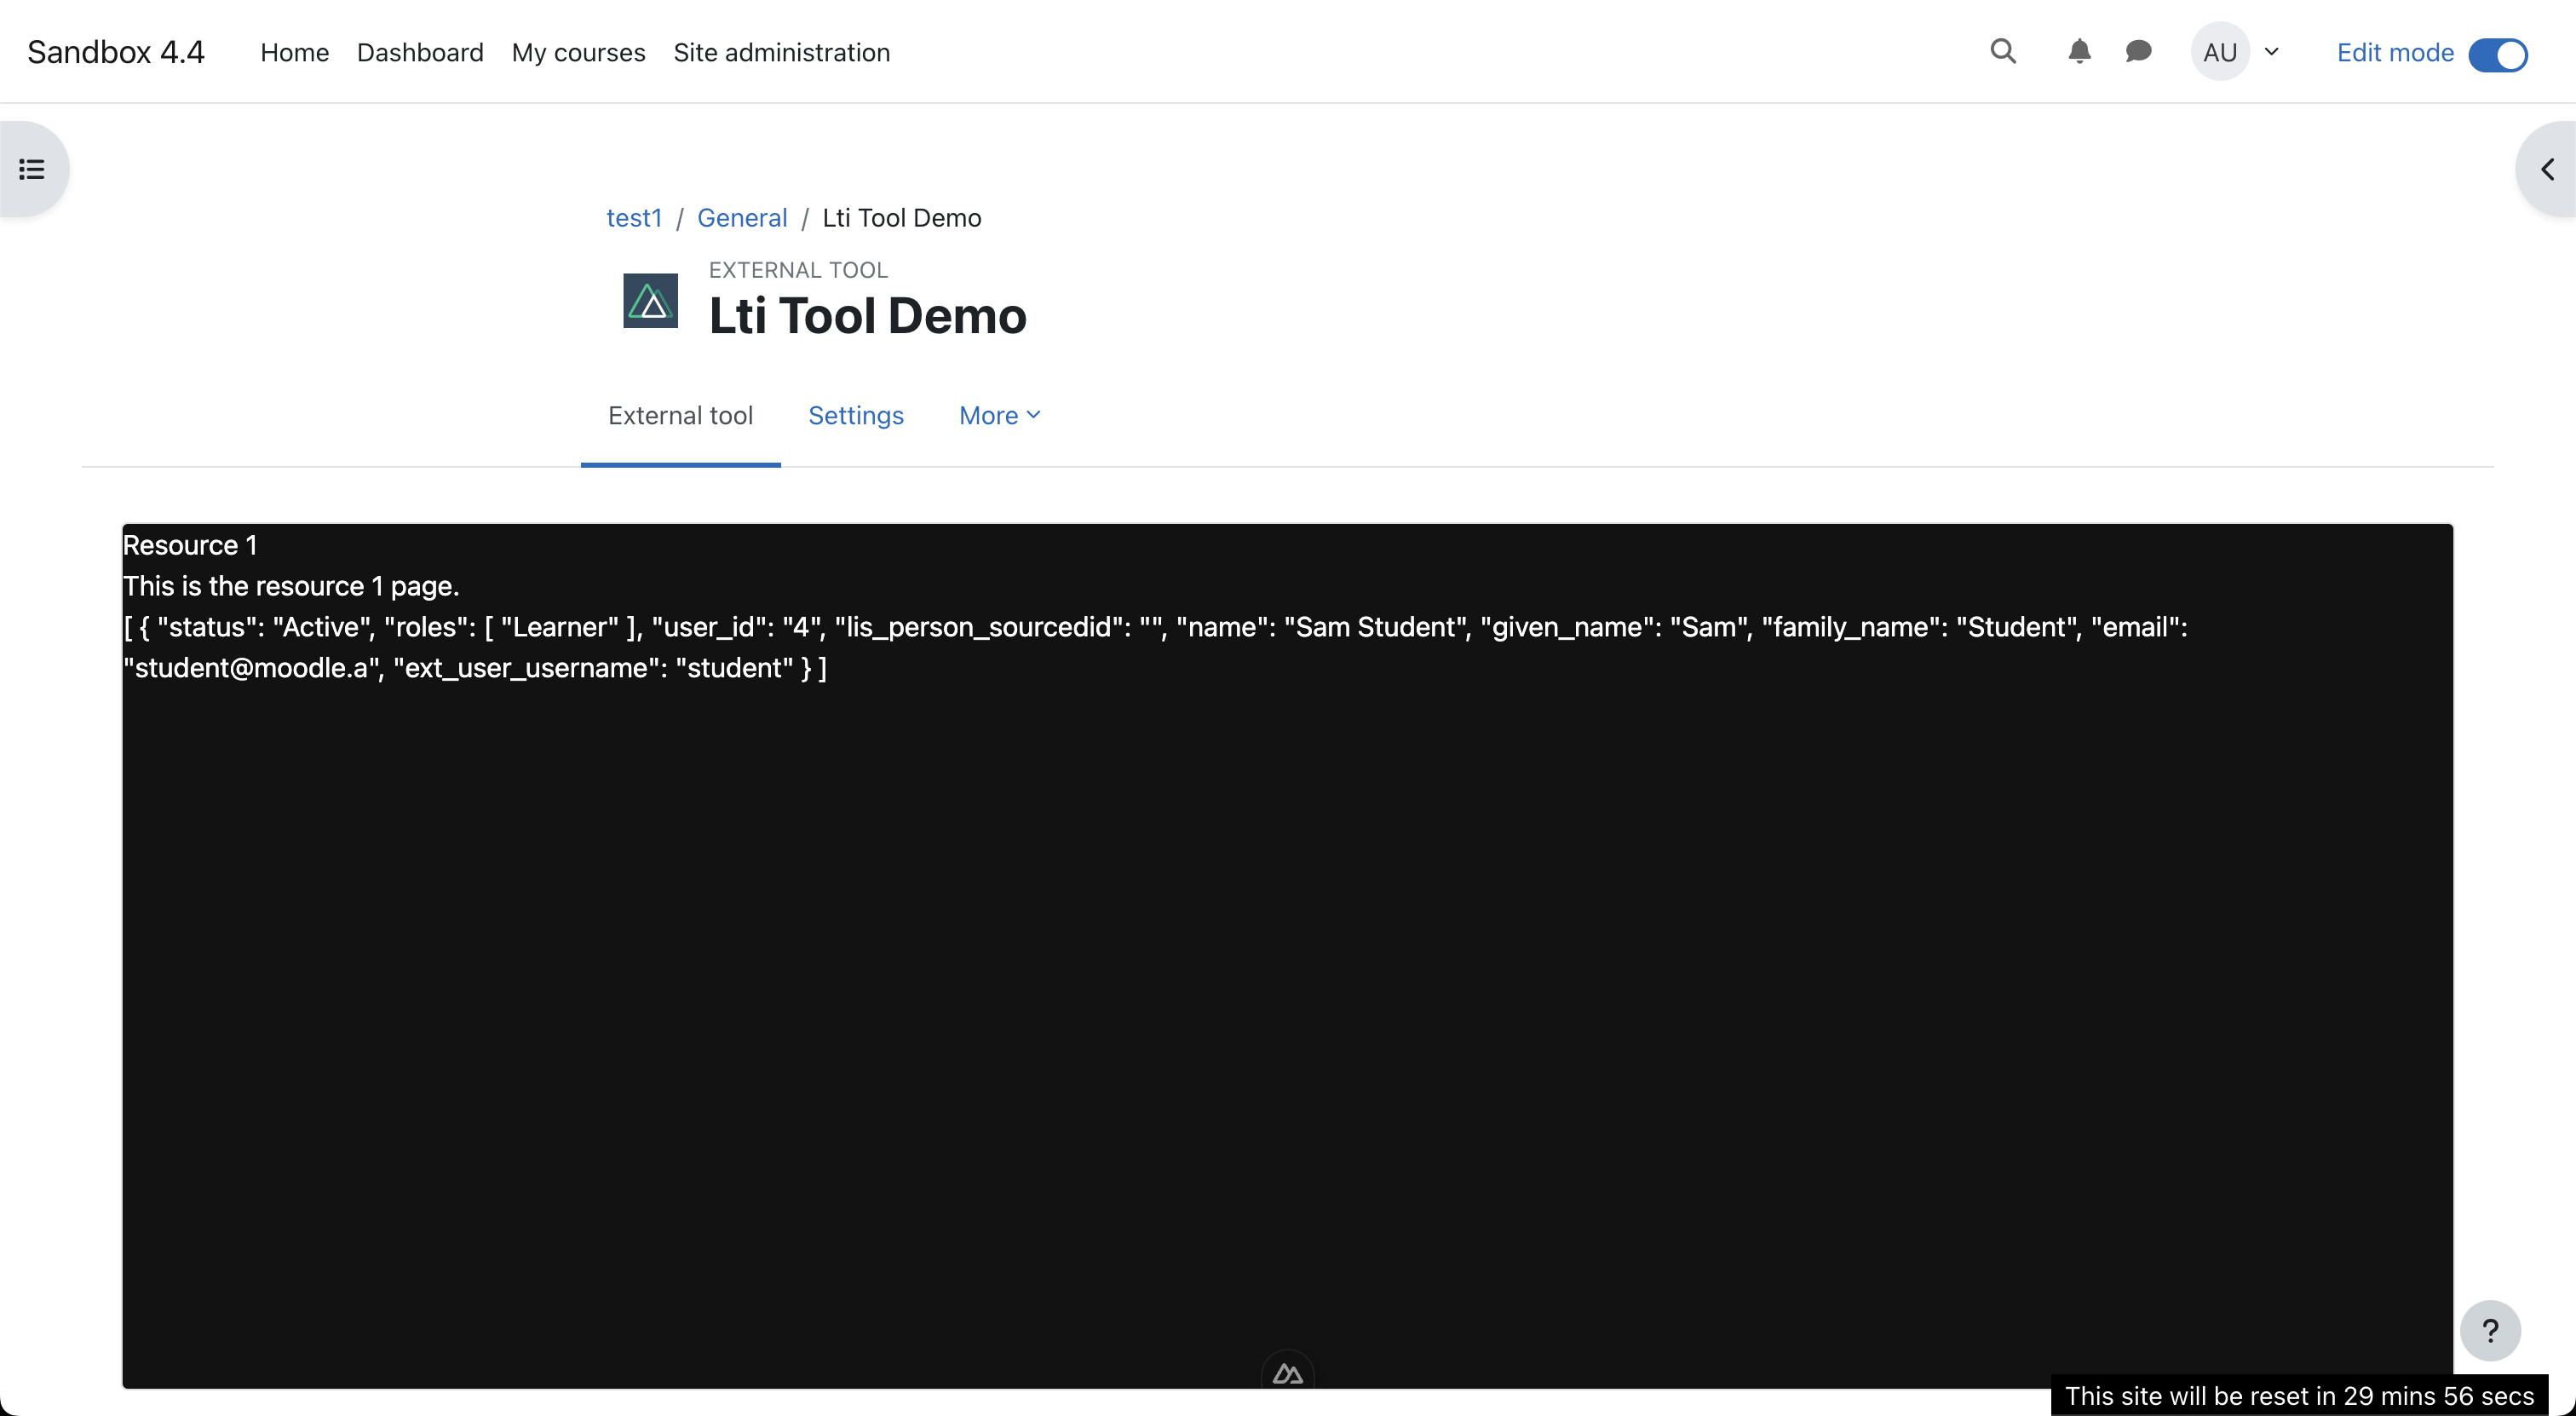 Sandbox 4.4 Home Dashboard My courses Site administration AU Edit mode
test1 / General / Lti Tool Demo
EXTERNAL TOOL
Lti Tool Demo
External tool Settings More
Resource 1
This is the resource 1 page.
[ { "status": "Active", "roles": [ "Learner" ], "user_id": "4", "lis_person_sourcedid": "", "name": "Sam Student", "given_name": "Sam", "family_name": "Student", "email":
"student@moodle.a", "ext_user_username": "student" } ]
?
This site will be reset in 29 mins 56 secs